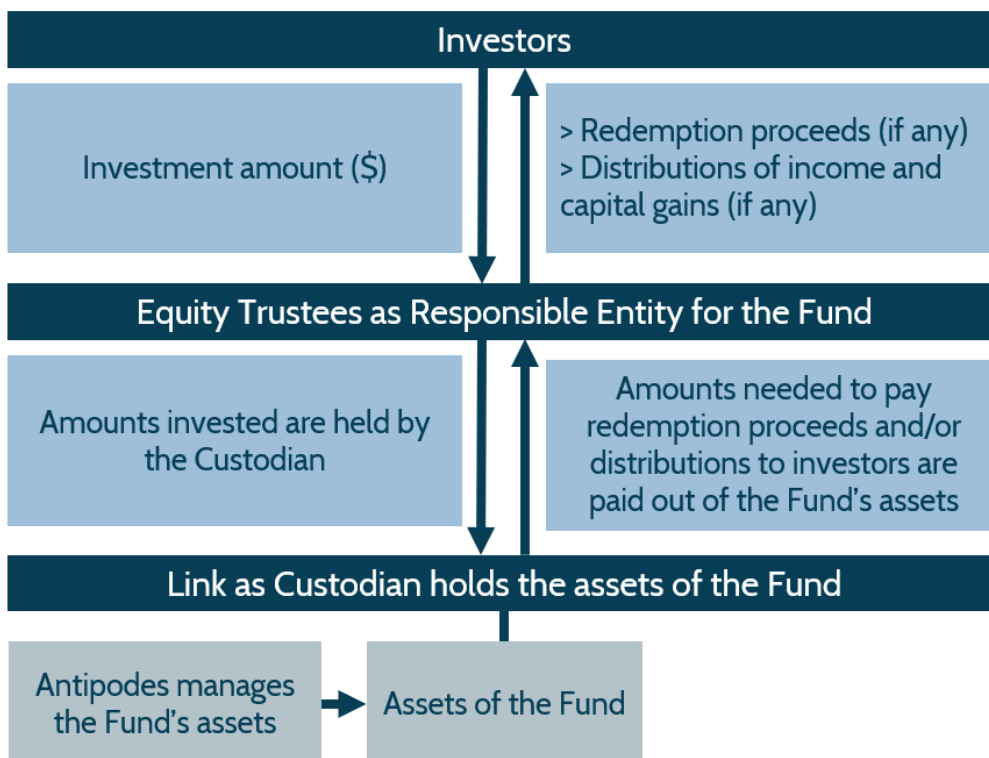 Investors
Investment amount ($)
> Redemption proceeds (if any)
> Distributions of income and
capital gains (if any)
Equity Trustees as Responsible Entity for the Fund
Amounts invested are held by
the Custodian
Amounts needed to pay
redemption proceeds and/or
distributions to investors are
paid out of the Fund’s assets
Link as Custodian holds the assets of the Fund
Antipodes manages
the Fund’s assets
Assets of the Fund